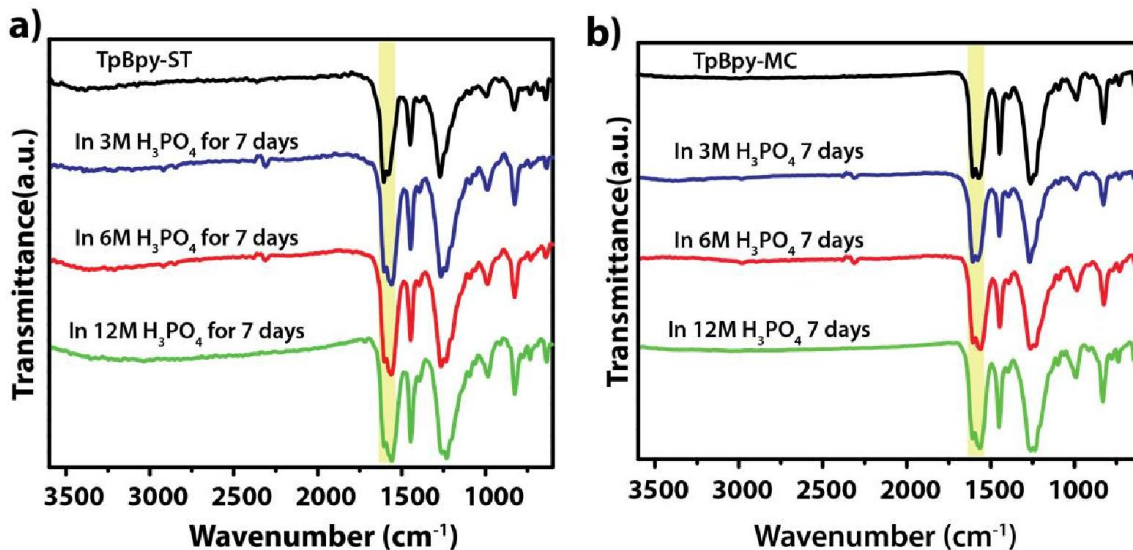 a)
TpBpy-ST
In 3M H₃PO₄ for 7 days
In 6M H₃PO₄ for 7 days
In 12M H₃PO₄ for 7 days
Transmittance(a.u.)
3500 3000 2500 2000 1500 1000
Wavenumber (cm⁻¹)
b)
TpBpy-MC
In 3M H₃PO₄ 7 days
In 6M H₃PO₄ 7 days
In 12M H₃PO₄ 7 days
Transmittance(a.u.)
3500 3000 2500 2000 1500 1000
Wavenumber (cm⁻¹)